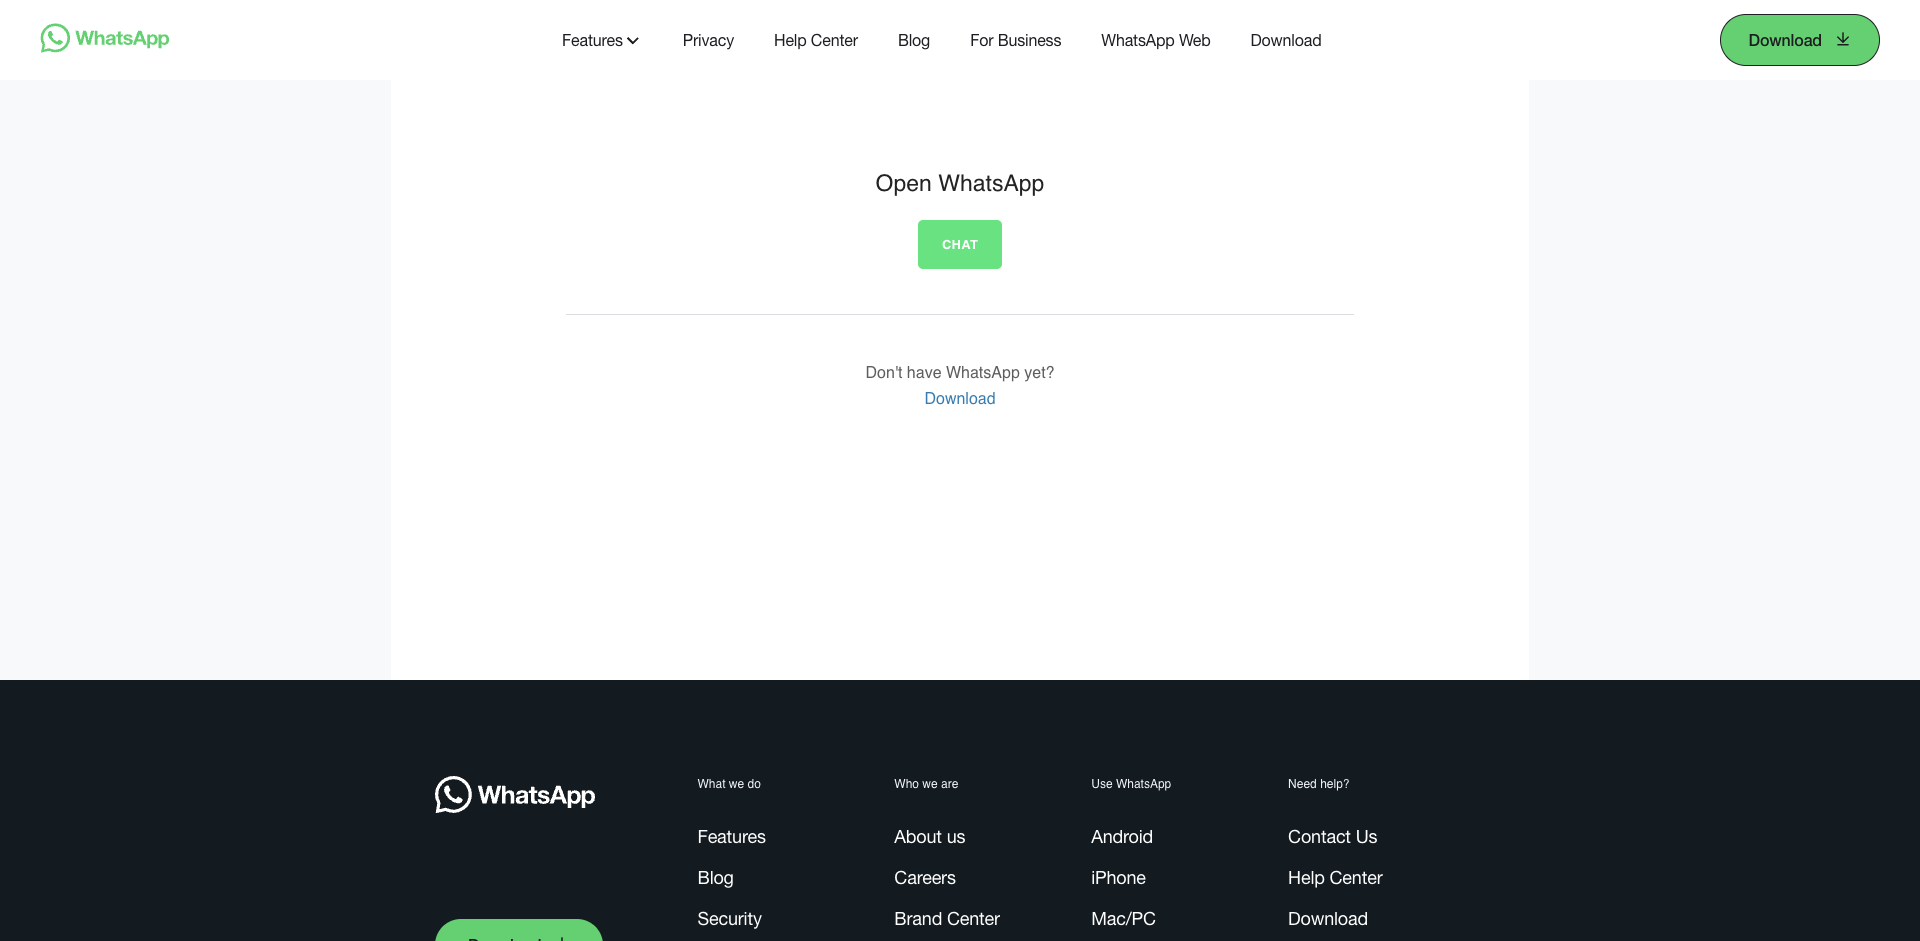 WhatsApp
Features
Privacy
Help Center
Blog
For Business
WhatsApp Web
Download
Download
Open WhatsApp
CHAT
Don't have WhatsApp yet?
Download
WhatsApp
What we do
Features
Blog
Security
Who we are
About us
Careers
Brand Center
Use WhatsApp
Android
iPhone
Mac/PC
Need help?
Contact Us
Help Center
Download